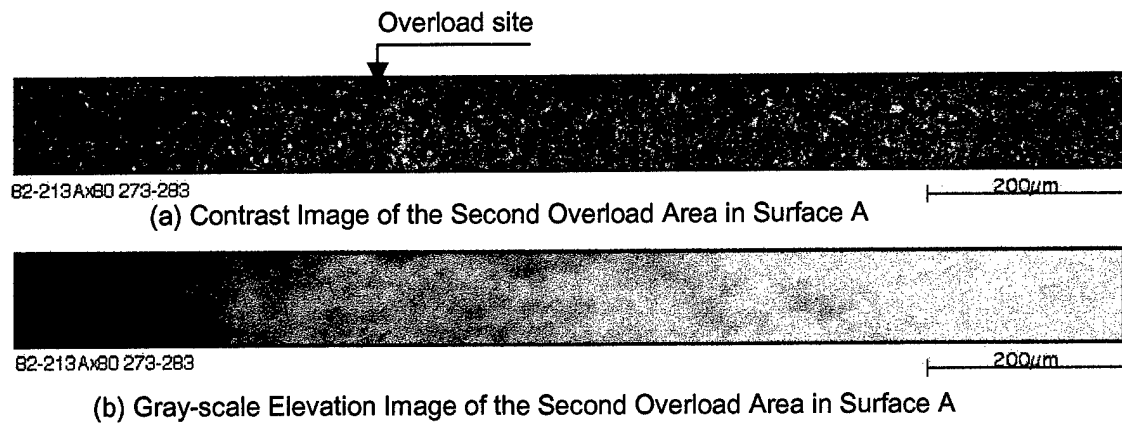 Overload site
82-213Ax80 273-283
200µm
(a) Contrast Image of the Second Overload Area in Surface A
82-213Ax80 273-283
200µm
(b) Gray-scale Elevation Image of the Second Overload Area in Surface A